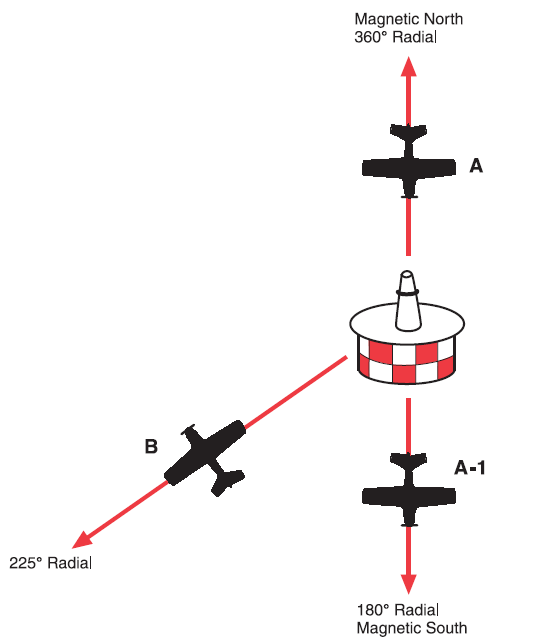 Magnetic North
360° Radial
A
B
A-1
225° Radial
180° Radial
Magnetic South